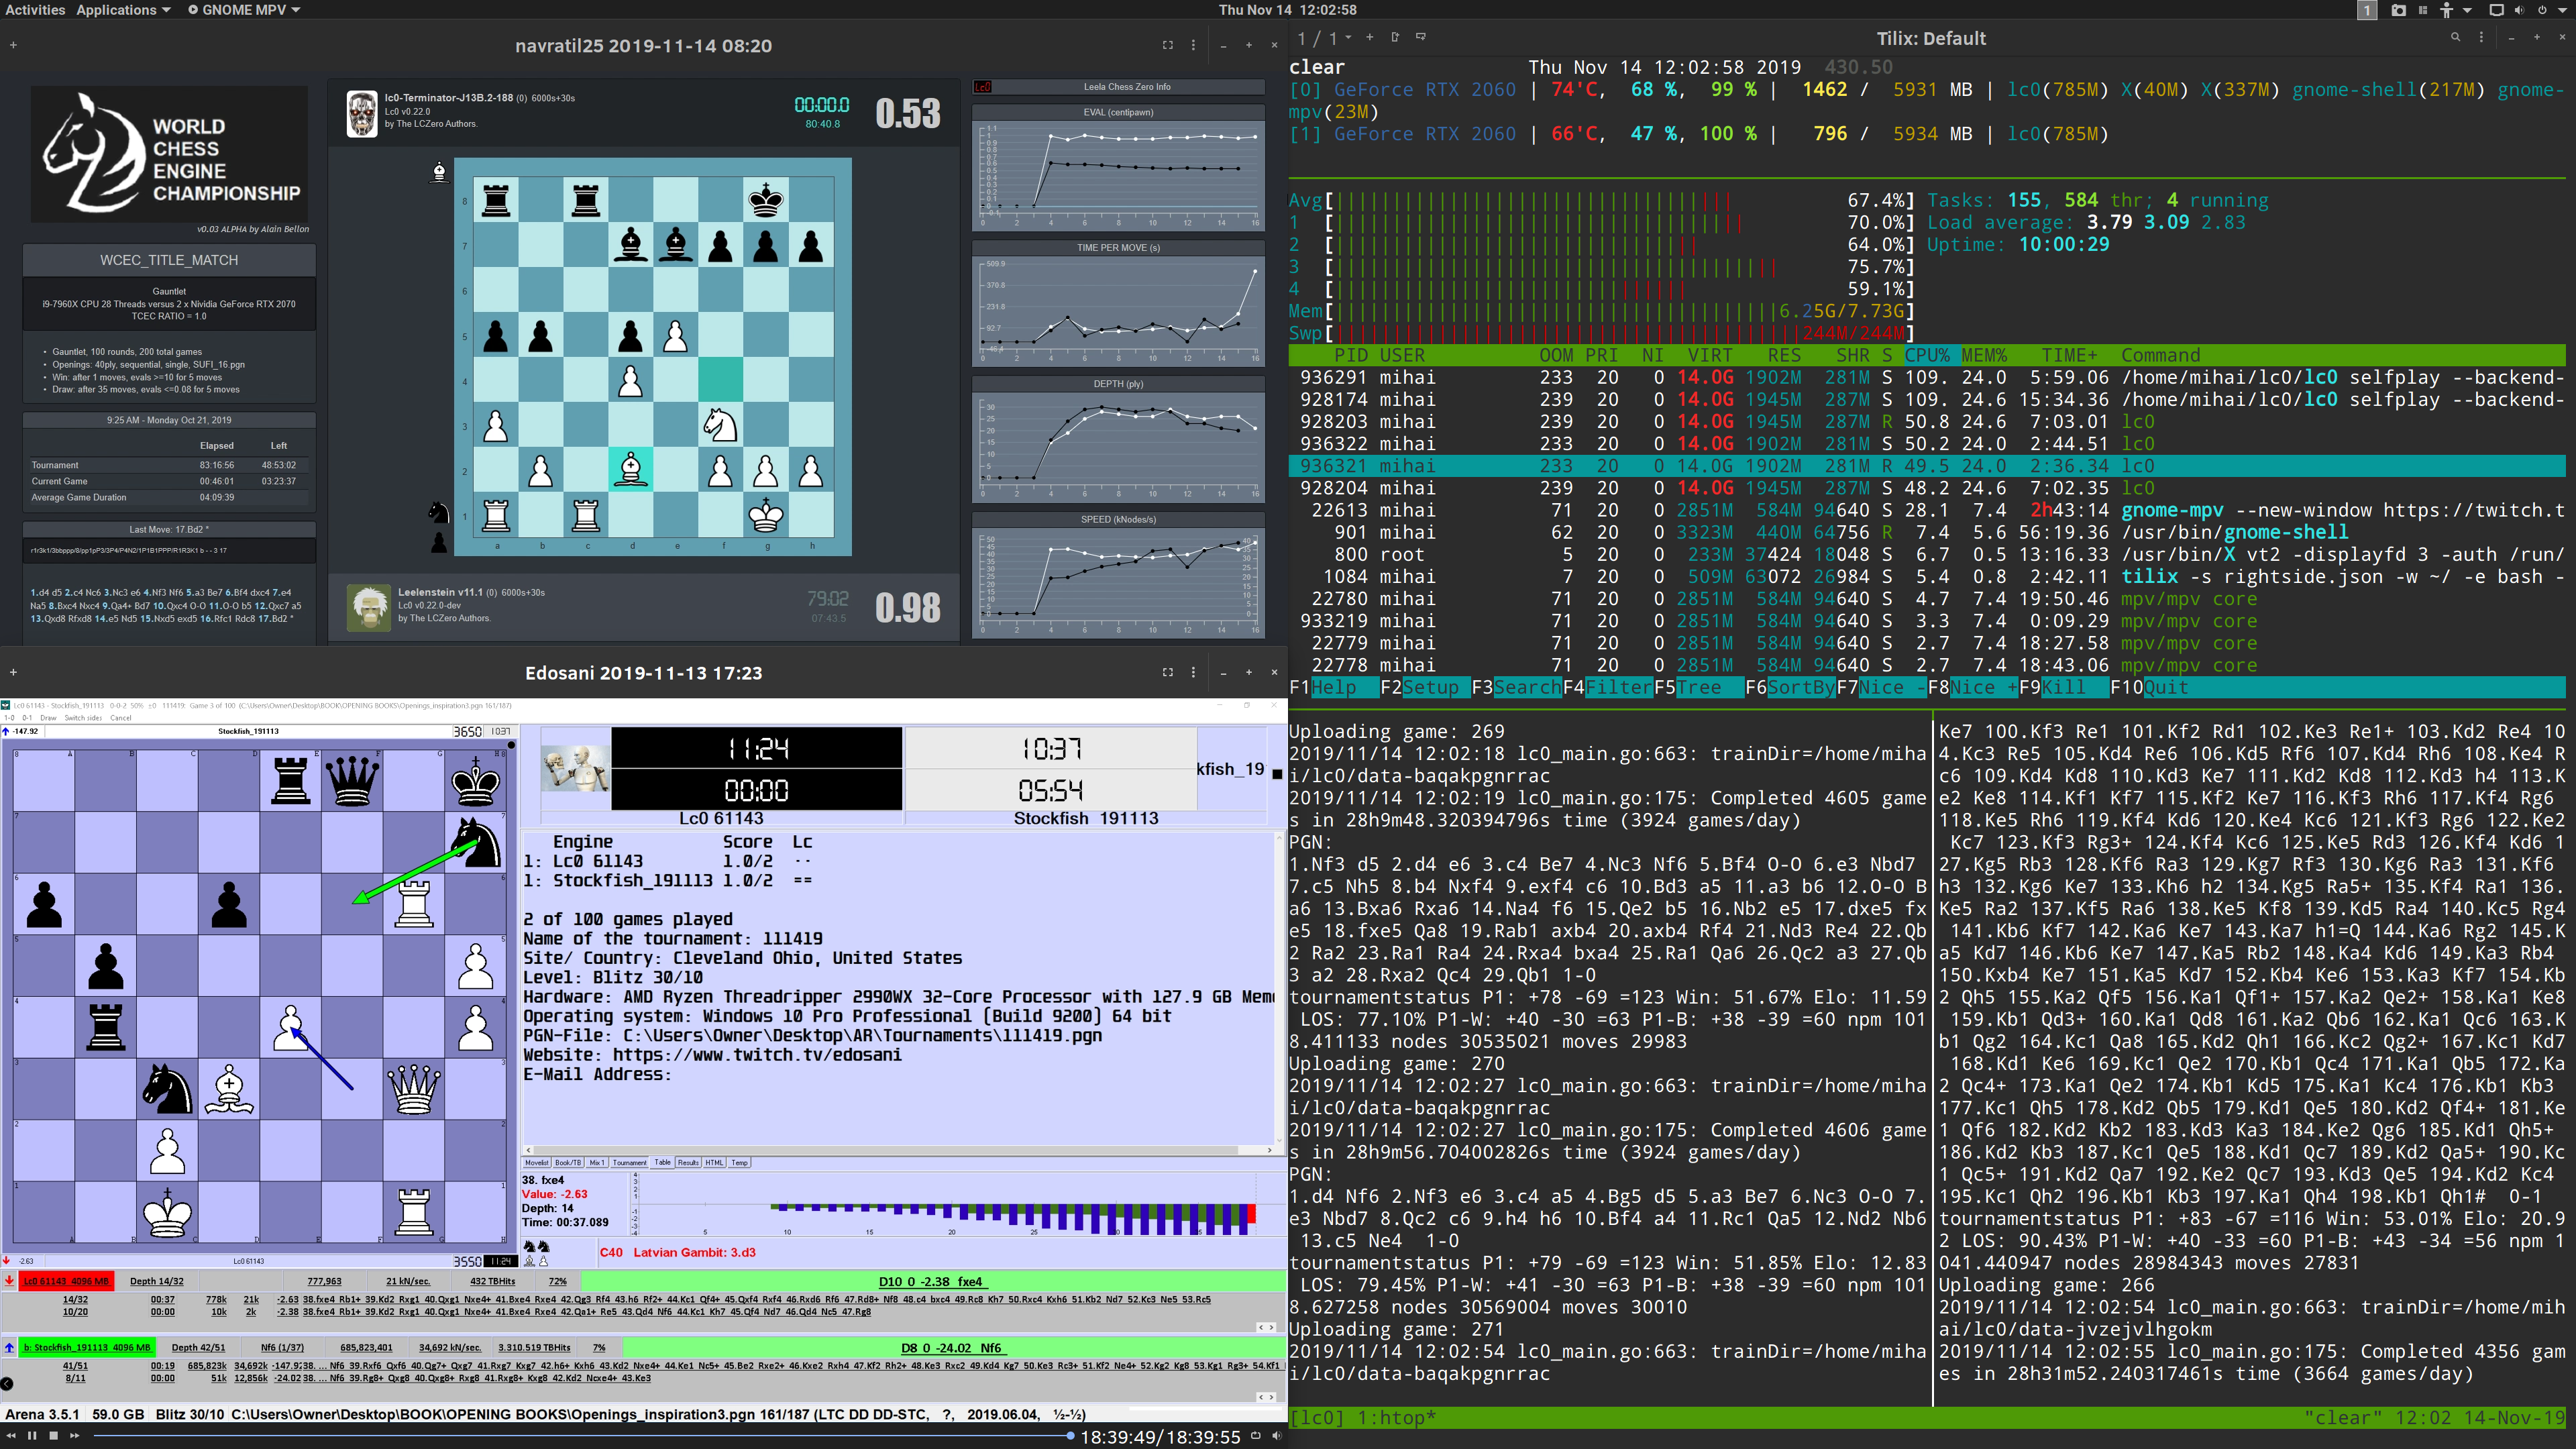 Activities Applications GNOME MPV
Thu Nov 14 12:02:58
1
navratil25 2019-11-14 08:20
WORLD
CHESS
ENGINE
CHAMPIONSHIP
v0.03 ALPHA by Alain Bellon
WCEC_TITLE_MATCH
Gauntlet
i9-7960X CPU 28 Threads versus 2 x Nividia GeForce RTX 2070
TCEC RATIO = 1.0
Gauntlet, 100 rounds, 200 total games
Openings: 40ply, sequential, single, SUFI_16.pgn
Win: after 1 moves, evals >=10 for 5 moves
Draw: after 35 moves, evals <=0.08 for 5 moves
9:25 AM - Monday Oct 21, 2019
Elapsed Left
Tournament 83:16:56 48:53:02
Current Game 00:46:01 03:23:37
Average Game Duration 04:09:39
Last Move: 17.Bd2 *
r1r3k1/3bbppp/8/pp1pP3/3P4/P4N2/1P1B1PPP/R1R3K1 b - - 3 17
1.d4 d5 2.c4 Nc6 3.Nc3 e6 4.Nf3 Nf6 5.a3 Be7 6.Bf4 dxc4 7.e4
Na5 8.Bxc4 Nxc4 9.Qa4+ Bd7 10.Qxc4 O-O 11.O-O b5 12.Qxc7 a5
13.Qxd8 Rfxd8 14.e5 Nd5 15.Nxd5 exd5 16.Rfc1 Rdc8 17.Bd2 *
lc0-Terminator-J13B.2-188 (0) 6000s+30s
Lc0 v0.22.0
by The LCZero Authors.
00:00.0
80:40.8
0.53
8
7
6
5
4
3
2
1
a b c d e f g h
Leelenstein v11.1 (0) 6000s+30s
Lc0 v0.22.0-dev
by The LCZero Authors.
79:02
07:43.5
0.98
Lc0
Leela Chess Zero Info
EVAL (centipawn)
TIME PER MOVE (s)
509.9
370.8
231.8
92.7
DEPTH (ply)
SPEED (kNodes/s)
Edosani 2019-11-13 17:23
Lc0 61143 - Stockfish_191113 0-0-2 50% ±0 111419: Game 3 of 100 (C:\Users\Owner\Desktop\BOOK\OPENING BOOKS\Openings_inspiration3.pgn 161/187)
1-0 0-1 Draw Switch sides Cancel
-147.92 Stockfish_191113 3650 10:37
-2.63 Lc0 61143 3550 11:24
11:24 10:37
00:00 05:54
kfish_19
Lc0 61143 Stockfish 191113
Engine Score Lc
1: Lc0 61143 1.0/2 ··
1: Stockfish_191113 1.0/2 ==
2 of 100 games played
Name of the tournament: 111419
Site/ Country: Cleveland Ohio, United States
Level: Blitz 30/10
Hardware: AMD Ryzen Threadripper 2990WX 32-Core Processor with 127.9 GB Mem
Operating system: Windows 10 Pro Professional (Build 9200) 64 bit
PGN-File: C:\Users\Owner\Desktop\AR\Tournaments\111419.pgn
Website: https://www.twitch.tv/edosani
E-Mail Address:
Movelist Book/TB Mix 1 Tournament Table Results HTML Temp
38. fxe4
Value: -2.63
Depth: 14
Time: 00:37.089
C40 Latvian Gambit: 3.d3
Lc0 61143 4096 MB Depth 14/32 777,963 21 kN/sec. 432 TBHits 72% D10 0 -2.38 fxe4
14/32 00:37 778k 21k -2.63 38.fxe4 Rb1+ 39.Kd2 Rxg1 40.Qxg1 Nxe4+ 41.Bxe4 Rxe4 42.Qg3 Rf4 43.h6 Rf2+ 44.Kc1 Qf4+ 45.Qxf4 Rxf4 46.Rxd6 Rf6 47.Rd8+ Nf8 48.c4 bxc4 49.Rc8 Kh7 50.Rxc4 Kxh6 51.Kb2 Nd7 52.Kc3 Ne5 53.Rc5
10/20 00:00 10k 2k -2.38 38.fxe4 Rb1+ 39.Kd2 Rxg1 40.Qxg1 Nxe4+ 41.Bxe4 Rxe4 42.Qa1+ Re5 43.Qd4 Nf6 44.Kc1 Kh7 45.Qf4 Nd7 46.Qd4 Nc5 47.Rg8
b: Stockfish_191113 4096 MB Depth 42/51 Nf6 (1/37) 685,823,401 34,692 kN/sec. 3.310.519 TBHits 7% D8 0 -24.02 Nf6
41/51 00:19 685,823k 34,692k -147.92 38. ... Nf6 39.Rxf6 Qxf6 40.Qg7+ Qxg7 41.Rxg7 Kxg7 42.h6+ Kxh6 43.Kd2 Nxe4+ 44.Ke1 Nc5+ 45.Be2 Rxe2+ 46.Kxe2 Rxh4 47.Kf2 Rh2+ 48.Ke3 Rxc2 49.Kd4 Kg7 50.Ke3 Rc3+ 51.Kf2 Ne4+ 52.Kg2 Kg8 53.Kg1 Rg3+ 54.Kf1
8/11 00:00 51k 12,856k -24.02 38. ... Nf6 39.Rg8+ Qxg8 40.Qxg8+ Rxg8 41.Rxg8+ Kxg8 42.Kd2 Ncxe4+ 43.Ke3
Arena 3.5.1 59.0 GB Blitz 30/10 C:\Users\Owner\Desktop\BOOK\OPENING BOOKS\Openings_inspiration3.pgn 161/187 (LTC DD DD-STC, ?, 2019.06.04, ½-½)
18:39:49/18:39:55
1 / 1 Tilix: Default
clear Thu Nov 14 12:02:58 2019 430.50
[0] GeForce RTX 2060 | 74'C, 68 %, 99 % | 1462 / 5931 MB | lc0(785M) X(40M) X(337M) gnome-shell(217M) gnome-
mpv(23M)
[1] GeForce RTX 2060 | 66'C, 47 %, 100 % | 796 / 5934 MB | lc0(785M)
Avg[ 67.4%] Tasks: 155, 584 thr; 4 running
1 [ 70.0%] Load average: 3.79 3.09 2.83
2 [ 64.0%] Uptime: 10:00:29
3 [ 75.7%]
4 [ 59.1%]
Mem[ 6.25G/7.73G]
Swp[ 244M/244M]
PID USER OOM PRI NI VIRT RES SHR S CPU% MEM% TIME+ Command
936291 mihai 233 20 0 14.0G 1902M 281M S 109. 24.0 5:59.06 /home/mihai/lc0/lc0 selfplay --backend-
928174 mihai 239 20 0 14.0G 1945M 287M S 109. 24.6 15:34.36 /home/mihai/lc0/lc0 selfplay --backend-
928203 mihai 239 20 0 14.0G 1945M 287M R 50.8 24.6 7:03.01 lc0
936322 mihai 233 20 0 14.0G 1902M 281M S 50.2 24.0 2:44.51 lc0
936321 mihai 233 20 0 14.0G 1902M 281M R 49.5 24.0 2:36.34 lc0
928204 mihai 239 20 0 14.0G 1945M 287M S 48.2 24.6 7:02.35 lc0
22613 mihai 71 20 0 2851M 584M 94640 S 28.1 7.4 2h43:14 gnome-mpv --new-window https://twitch.t
901 mihai 62 20 0 3323M 440M 64756 R 7.4 5.6 56:19.36 /usr/bin/gnome-shell
800 root 5 20 0 233M 37424 18048 S 6.7 0.5 13:16.33 /usr/bin/X vt2 -displayfd 3 -auth /run/
1084 mihai 7 20 0 509M 63072 26984 S 5.4 0.8 2:42.11 tilix -s rightside.json -w ~/ -e bash -
22780 mihai 71 20 0 2851M 584M 94640 S 4.7 7.4 19:50.46 mpv/mpv core
933219 mihai 71 20 0 2851M 584M 94640 S 3.3 7.4 0:09.29 mpv/mpv core
22779 mihai 71 20 0 2851M 584M 94640 S 2.7 7.4 18:27.58 mpv/mpv core
22778 mihai 71 20 0 2851M 584M 94640 S 2.7 7.4 18:43.06 mpv/mpv core
F1Help F2Setup F3SearchF4FilterF5Tree F6SortByF7Nice -F8Nice +F9Kill F10Quit
Uploading game: 269
2019/11/14 12:02:18 lc0_main.go:663: trainDir=/home/miha
i/lc0/data-baqakpgnrrac
2019/11/14 12:02:19 lc0_main.go:175: Completed 4605 game
s in 28h9m48.320394796s time (3924 games/day)
PGN:
1.Nf3 d5 2.d4 e6 3.c4 Be7 4.Nc3 Nf6 5.Bf4 O-O 6.e3 Nbd7
7.c5 Nh5 8.b4 Nxf4 9.exf4 c6 10.Bd3 a5 11.a3 b6 12.O-O B
a6 13.Bxa6 Rxa6 14.Na4 f6 15.Qe2 b5 16.Nb2 e5 17.dxe5 fx
e5 18.fxe5 Qa8 19.Rab1 axb4 20.axb4 Rf4 21.Nd3 Re4 22.Qb
2 Ra2 23.Ra1 Ra4 24.Rxa4 bxa4 25.Ra1 Qa6 26.Qc2 a3 27.Qb
3 a2 28.Rxa2 Qc4 29.Qb1 1-0
tournamentstatus P1: +78 -69 =123 Win: 51.67% Elo: 11.59
LOS: 77.10% P1-W: +40 -30 =63 P1-B: +38 -39 =60 npm 101
8.411133 nodes 30535021 moves 29983
Uploading game: 270
2019/11/14 12:02:27 lc0_main.go:663: trainDir=/home/miha
i/lc0/data-baqakpgnrrac
2019/11/14 12:02:27 lc0_main.go:175: Completed 4606 game
s in 28h9m56.704002826s time (3924 games/day)
PGN:
1.d4 Nf6 2.Nf3 e6 3.c4 a5 4.Bg5 d5 5.a3 Be7 6.Nc3 O-O 7.
e3 Nbd7 8.Qc2 c6 9.h4 h6 10.Bf4 a4 11.Rc1 Qa5 12.Nd2 Nb6
13.c5 Ne4 1-0
tournamentstatus P1: +79 -69 =123 Win: 51.85% Elo: 12.83
LOS: 79.45% P1-W: +41 -30 =63 P1-B: +38 -39 =60 npm 101
8.627258 nodes 30569004 moves 30010
Uploading game: 271
2019/11/14 12:02:54 lc0_main.go:663: trainDir=/home/miha
i/lc0/data-baqakpgnrrac
Ke7 100.Kf3 Re1 101.Kf2 Rd1 102.Ke3 Re1+ 103.Kd2 Re4 10
4.Kc3 Re5 105.Kd4 Re6 106.Kd5 Rf6 107.Kd4 Rh6 108.Ke4 R
c6 109.Kd4 Kd8 110.Kd3 Ke7 111.Kd2 Kd8 112.Kd3 h4 113.K
e2 Ke8 114.Kf1 Kf7 115.Kf2 Ke7 116.Kf3 Rh6 117.Kf4 Rg6
118.Ke5 Rh6 119.Kf4 Kd6 120.Ke4 Kc6 121.Kf3 Rg6 122.Ke2
Kc7 123.Kf3 Rg3+ 124.Kf4 Kc6 125.Ke5 Rd3 126.Kf4 Kd6 1
27.Kg5 Rb3 128.Kf6 Ra3 129.Kg7 Rf3 130.Kg6 Ra3 131.Kf6
h3 132.Kg6 Ke7 133.Kh6 h2 134.Kg5 Ra5+ 135.Kf4 Ra1 136.
Ke5 Ra2 137.Kf5 Ra6 138.Ke5 Kf8 139.Kd5 Ra4 140.Kc5 Rg4
141.Kb6 Kf7 142.Ka6 Ke7 143.Ka7 h1=Q 144.Ka6 Rg2 145.K
a5 Kd7 146.Kb6 Ke7 147.Ka5 Rb2 148.Ka4 Kd6 149.Ka3 Rb4
150.Kxb4 Ke7 151.Ka5 Kd7 152.Kb4 Ke6 153.Ka3 Kf7 154.Kb
2 Qh5 155.Ka2 Qf5 156.Ka1 Qf1+ 157.Ka2 Qe2+ 158.Ka1 Ke8
159.Kb1 Qd3+ 160.Ka1 Qd8 161.Ka2 Qb6 162.Ka1 Qc6 163.K
b1 Qg2 164.Kc1 Qa8 165.Kd2 Qh1 166.Kc2 Qg2+ 167.Kc1 Kd7
168.Kd1 Ke6 169.Kc1 Qe2 170.Kb1 Qc4 171.Ka1 Qb5 172.Ka
2 Qc4+ 173.Ka1 Qe2 174.Kb1 Kd5 175.Ka1 Kc4 176.Kb1 Kb3
177.Kc1 Qh5 178.Kd2 Qb5 179.Kd1 Qe5 180.Kd2 Qf4+ 181.Ke
1 Qf6 182.Kd2 Kb2 183.Kd3 Ka3 184.Ke2 Qg6 185.Kd1 Qh5+
186.Kd2 Kb3 187.Kc1 Qe5 188.Kd1 Qc7 189.Kd2 Qa5+ 190.Kc
1 Qc5+ 191.Kd2 Qa7 192.Ke2 Qc7 193.Kd3 Qe5 194.Kd2 Kc4
195.Kc1 Qh2 196.Kb1 Kb3 197.Ka1 Qh4 198.Kb1 Qh1# 0-1
tournamentstatus P1: +83 -67 =116 Win: 53.01% Elo: 20.9
2 LOS: 90.43% P1-W: +40 -33 =60 P1-B: +43 -34 =56 npm 1
041.440947 nodes 28984343 moves 27831
Uploading game: 266
2019/11/14 12:02:54 lc0_main.go:663: trainDir=/home/mih
ai/lc0/data-jvzejvlhgokm
2019/11/14 12:02:55 lc0_main.go:175: Completed 4356 gam
es in 28h31m52.240317461s time (3664 games/day)
[lc0] 1:htop* "clear" 12:02 14-Nov-19